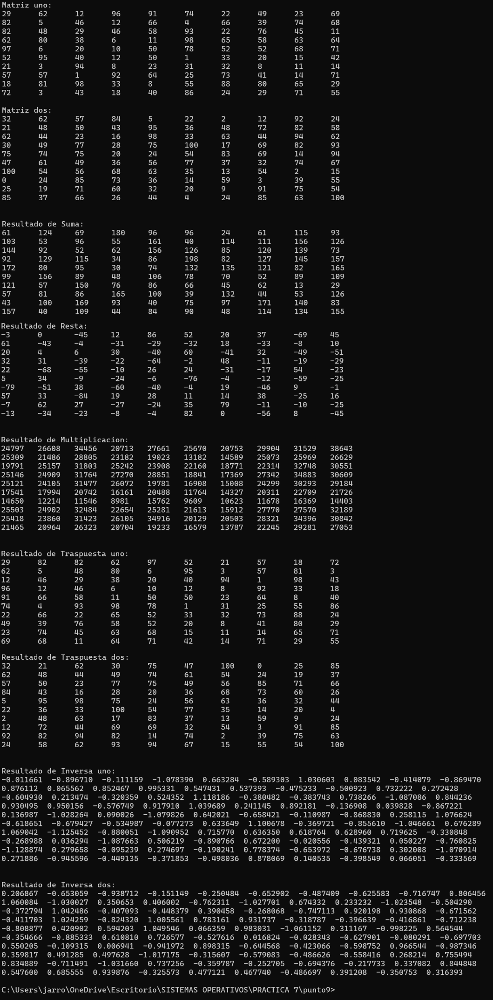 Matriz uno:
29 62 12 96 91 74 22 49 23 69
82 5 46 12 66 4 66 39 74 68
82 48 29 46 58 93 22 76 45 11
62 80 38 6 11 98 65 58 63 64
97 6 20 10 50 78 52 52 68 71
52 95 40 12 50 1 33 20 15 42
21 3 94 8 23 31 32 8 11 14
57 57 1 92 64 25 73 41 14 71
18 81 98 33 8 55 88 80 65 29
72 3 43 18 40 86 24 29 71 55
Matriz dos:
32 62 57 84 5 22 2 12 92 24
21 48 50 43 95 36 48 72 82 58
62 44 23 16 98 33 63 44 94 62
30 49 77 28 75 100 17 69 82 93
75 74 75 20 24 54 83 69 14 94
47 61 49 36 56 77 37 32 74 67
100 54 56 68 63 35 13 54 2 15
0 24 85 73 36 14 59 3 39 55
25 19 71 60 32 20 9 91 75 54
85 37 66 26 44 4 24 85 63 100
Resultado de Suma:
61 124 69 180 96 96 24 61 115 93
103 53 96 55 161 40 114 111 156 126
144 92 52 62 156 126 85 120 139 73
92 129 115 34 86 198 82 127 145 157
172 80 95 30 74 132 135 121 82 165
99 156 89 48 106 78 70 52 89 109
121 57 150 76 86 66 45 62 13 29
57 81 86 165 100 39 132 44 53 126
43 100 169 93 40 75 97 171 140 83
157 40 109 44 84 90 48 114 134 155
Resultado de Resta:
-3 0 -45 12 86 52 20 37 -69 45
61 -43 -4 -31 -29 -32 18 -33 -8 10
20 4 6 30 -40 60 -41 32 -49 -51
32 31 -39 -22 -64 -2 48 -11 -19 -29
22 -68 -55 -10 26 24 -31 -17 54 -23
5 34 -9 -24 -6 -76 -4 -12 -59 -25
-79 -51 38 -60 -40 -4 19 -46 9 -1
57 33 -84 19 28 11 14 38 -25 16
-7 62 27 -27 -24 35 79 -11 -10 -25
-13 -34 -23 -8 -4 82 0 -56 8 -45
Resultado de Multiplicacion:
24797 26608 34456 20713 27661 25670 20753 29904 31529 38643
25309 21486 28805 23182 19023 13182 14589 25073 25969 26629
19791 25157 31803 25242 23908 22160 18771 22314 32748 30551
25146 24909 31764 27270 28851 18841 17369 27342 34883 30609
25121 24105 31477 26072 19781 16908 15008 24299 30293 29184
17541 17994 20742 16161 20488 11764 14327 20311 22709 21726
14650 12214 11546 8981 15762 9609 10623 11678 16369 14403
25503 24902 32484 22654 25281 21613 15912 27770 27570 32189
25418 23860 31423 26105 34916 20129 20503 28321 34396 30842
21465 20964 26323 20704 19233 16579 13787 22245 29281 27053
Resultado de Traspuesta uno:
29 82 82 62 97 52 21 57 18 72
62 5 48 80 6 95 3 57 81 3
12 46 29 38 20 40 94 1 98 43
96 12 46 6 10 12 8 92 33 18
91 66 58 11 50 50 23 64 8 40
74 4 93 98 78 1 31 25 55 86
22 66 22 65 52 33 32 73 88 24
49 39 76 58 52 20 8 41 80 29
23 74 45 63 68 15 11 14 65 71
69 68 11 64 71 42 14 71 29 55
Resultado de Traspuesta dos:
32 21 62 30 75 47 100 0 25 85
62 48 44 49 74 61 54 24 19 37
57 50 23 77 75 49 56 85 71 66
84 43 16 28 20 36 68 73 60 26
5 95 98 75 24 56 63 36 32 44
22 36 33 100 54 77 35 14 20 4
2 48 63 17 83 37 13 59 9 24
12 72 44 69 69 32 54 3 91 85
92 82 94 82 14 74 2 39 75 63
24 58 62 93 94 67 15 55 54 100
Resultado de Inversa uno:
-0.011661 -0.896710 -0.111159 -1.078390 0.663284 -0.589303 1.030603 0.083542 -0.414079 -0.869470
0.876112 0.065562 0.852467 0.995331 0.547431 0.537393 -0.475233 -0.500923 0.732222 0.272428
-0.604930 0.213474 -0.320359 0.524352 1.118186 -0.380482 -0.383743 0.738266 -1.087086 0.844236
0.930495 0.950156 -0.576749 0.917910 1.039689 0.241145 0.892181 -0.136908 0.039828 -0.867221
0.136987 -1.028264 0.090026 -1.079826 0.642021 -0.658421 -0.110987 -0.868830 0.258115 1.076624
-0.618651 -0.679427 -0.534987 -0.077273 0.633649 1.100678 -0.369721 -0.855610 -1.046661 0.676289
1.069042 -1.125452 -0.880051 -1.090952 0.715770 0.636350 0.618764 0.628960 0.719625 -0.330848
-0.268988 0.036294 -1.087663 0.506219 -0.890766 0.672200 -0.020556 -0.439321 0.050227 -0.760825
-1.128874 0.279658 -0.095239 0.274697 -0.190241 0.778374 -0.653972 -0.676738 0.302008 -1.070914
0.271886 -0.945596 -0.449135 -0.371853 -0.498036 0.878069 0.140535 -0.398549 0.066051 -0.333569
Resultado de Inversa dos:
0.206867 -0.653059 -0.938712 -0.151149 -0.250484 -0.652902 -0.487409 -0.625583 -0.716747 0.806456
1.060084 -1.030027 0.350653 0.406002 -0.762311 -1.027701 0.674332 0.233232 -1.023548 -0.504290
-0.372794 1.042486 -0.407093 -0.448379 0.390458 -0.268068 -0.747113 0.920198 0.930868 -0.671562
-0.411703 1.024259 -0.824320 1.005561 0.783161 0.931737 -0.318787 -0.396639 -0.416861 -0.712238
-0.808877 0.420902 0.594203 1.049546 0.066359 0.983031 -1.061152 0.311167 -0.998225 0.564544
-0.354666 -0.885333 0.610810 0.726577 -0.527616 0.016824 -0.028343 -0.627901 -0.080291 -0.697703
0.550205 -0.109315 0.006941 -0.941972 0.898315 -0.644568 -0.423066 -0.598752 0.966544 -0.987346
0.359817 0.491285 0.497628 -1.017175 -0.315607 -0.579083 -0.486626 -0.558416 0.268214 0.755494
0.834889 -0.711491 -1.031660 0.737256 -0.359787 -0.252705 -0.694376 -0.217733 0.337082 0.844848
0.547600 0.685555 0.939876 -0.325573 0.477121 0.467740 -0.486697 0.391208 -0.350753 0.316393
C:\Users\jarro\OneDrive\Escritorio\SISTEMAS OPERATIVOS\PRACTICA 7\punto9>